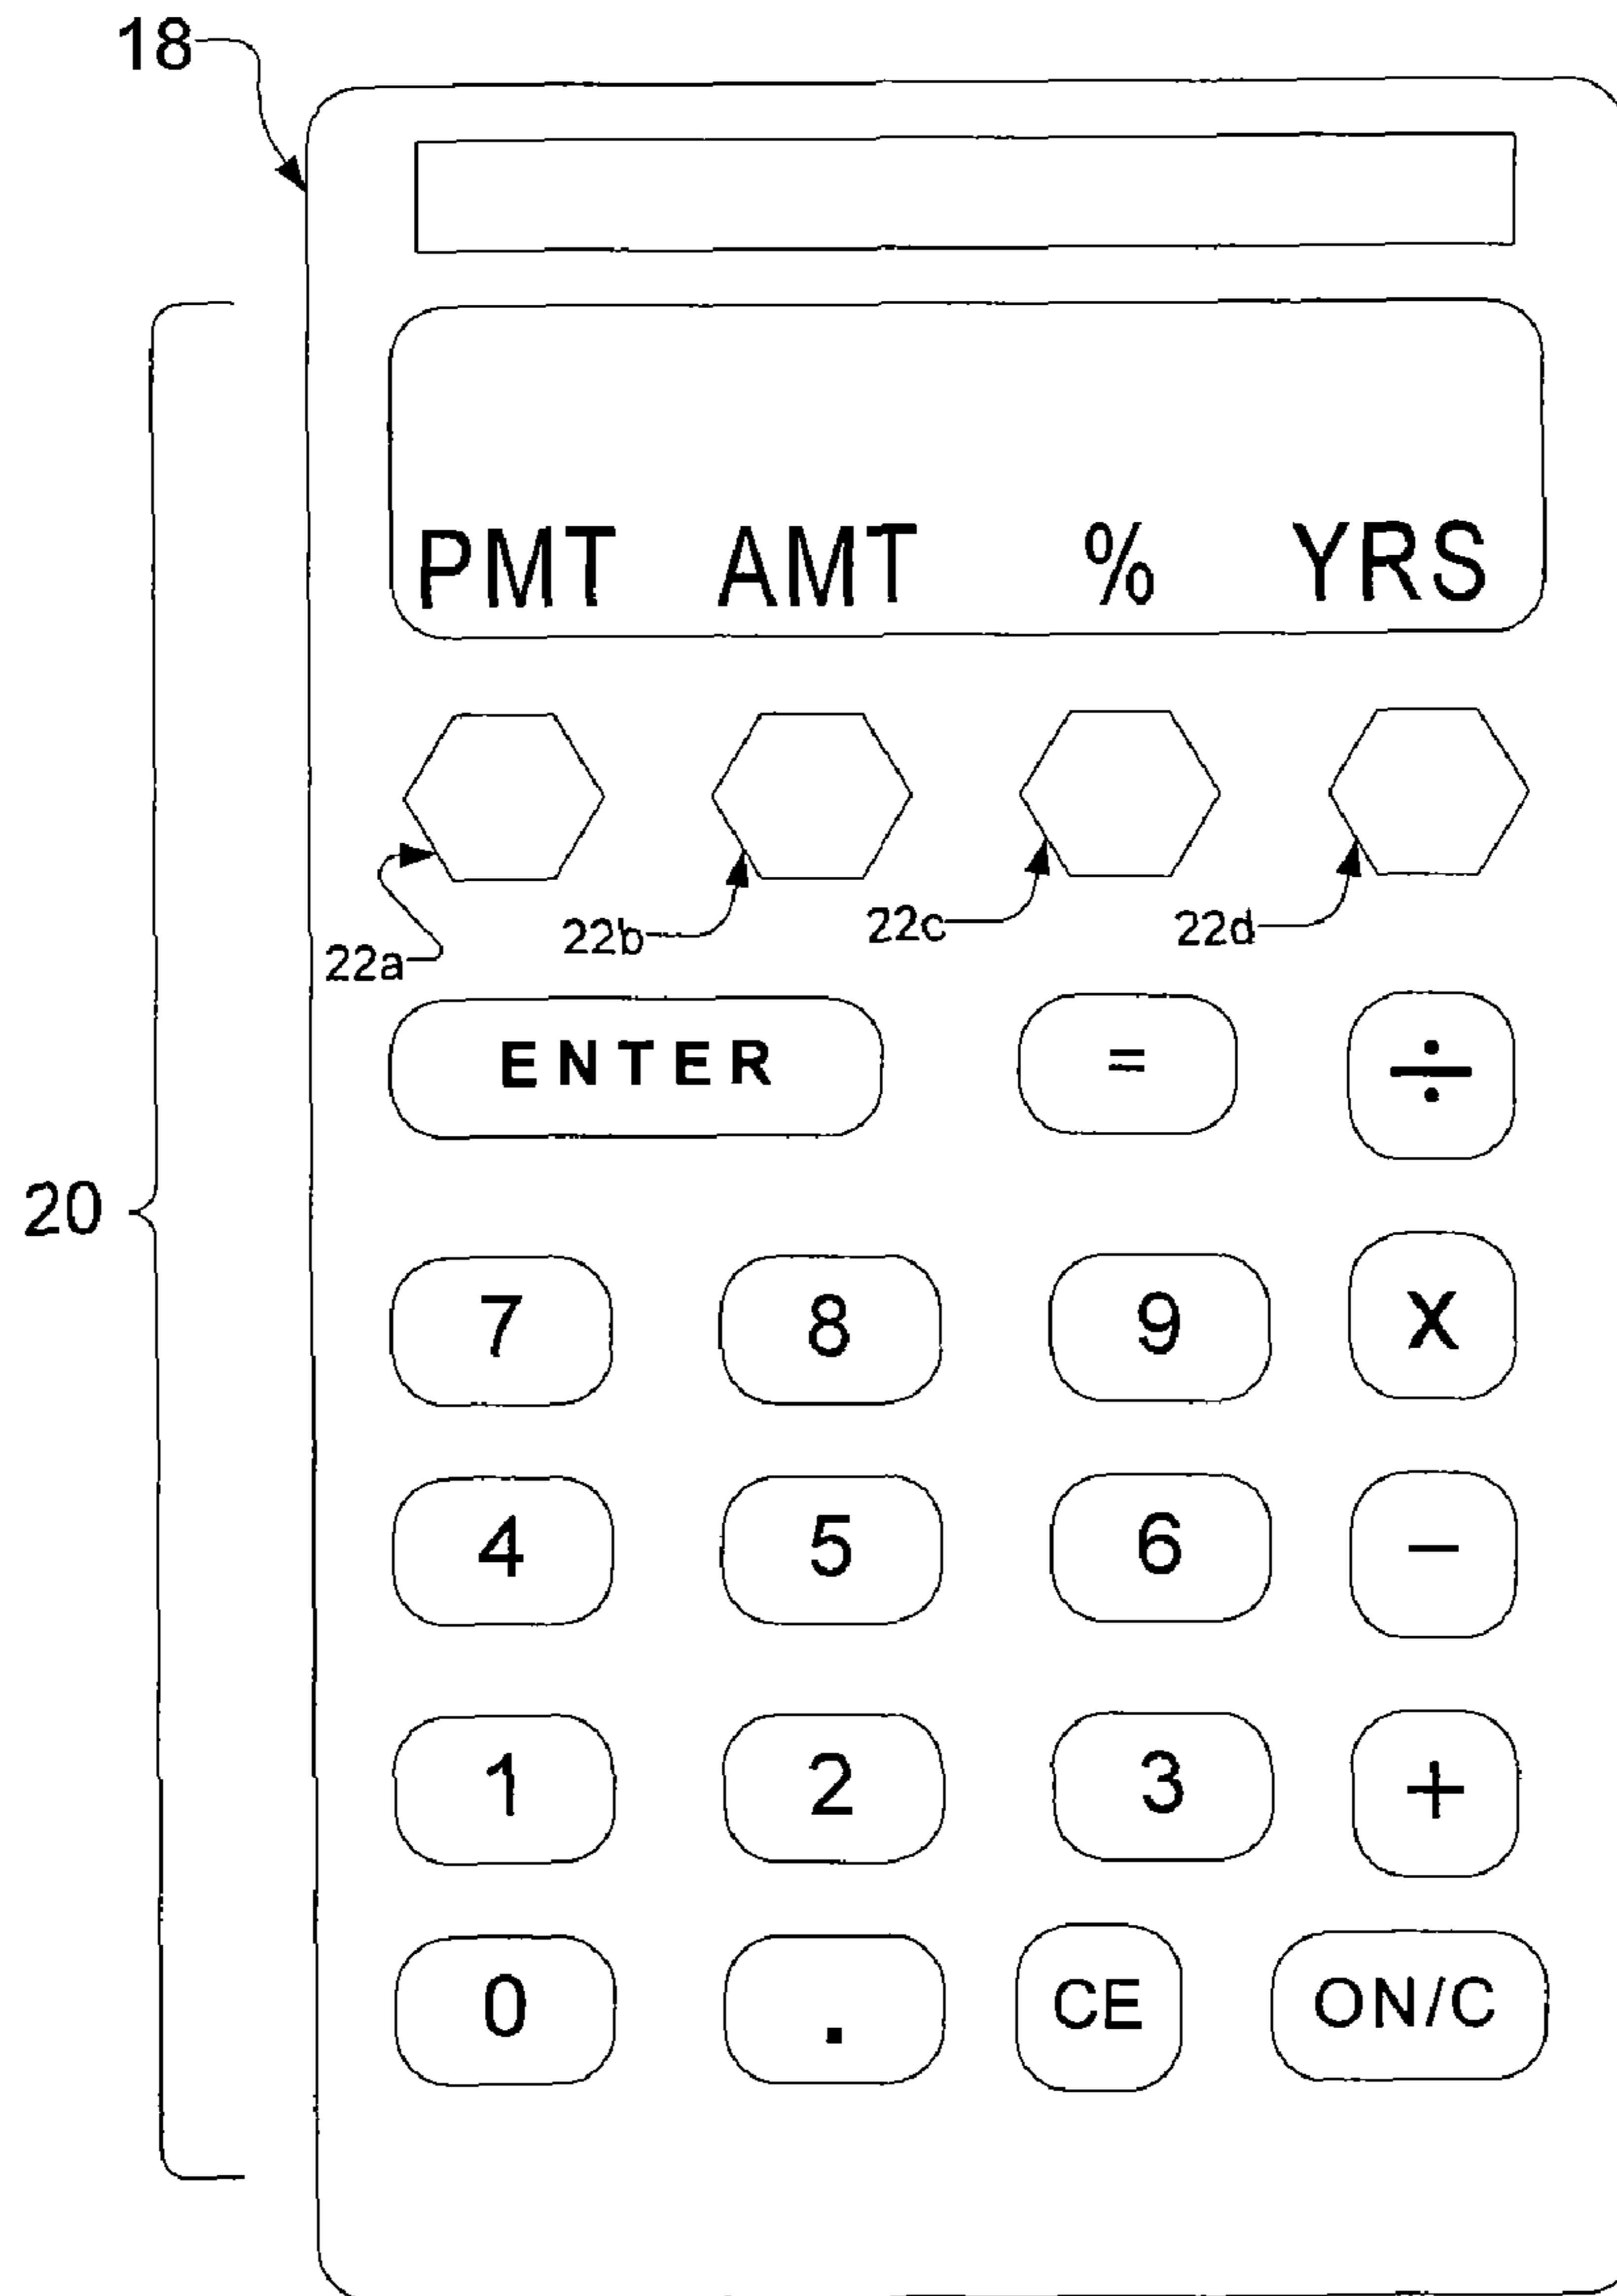 18
PMT AMT % YRS
22a 22b 22c 22d
ENTER = ÷
20
7 8 9 X
4 5 6 −
1 2 3 +
0 . CE ON/C